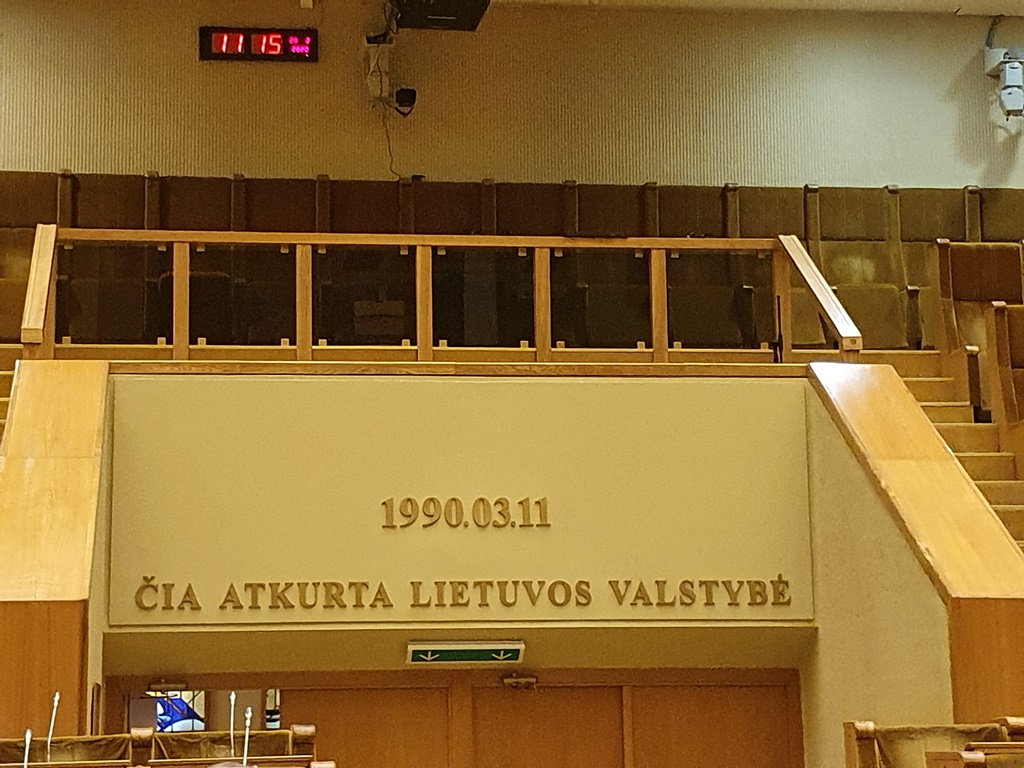 11 15
1990.03.11
ČIA ATKURTA LIETUVOS VALSTYBĖ